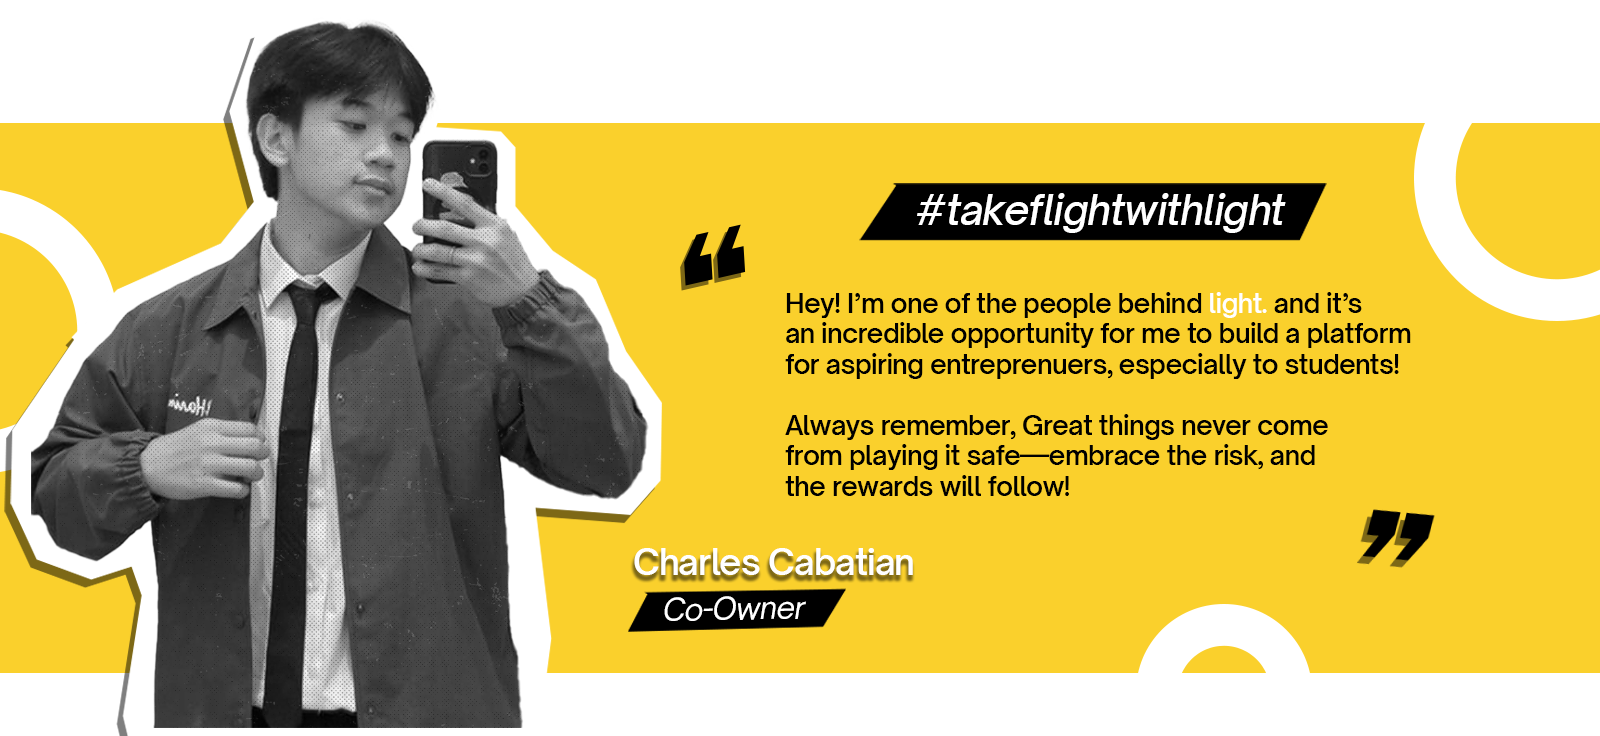 #takeflightwithlight
Hey! I’m one of the people behind light. and it’s
an incredible opportunity for me to build a platform
for aspiring entreprenuers, especially to students!
Always remember, Great things never come
from playing it safe—embrace the risk, and
the rewards will follow!
Charles Cabatian
Co-Owner